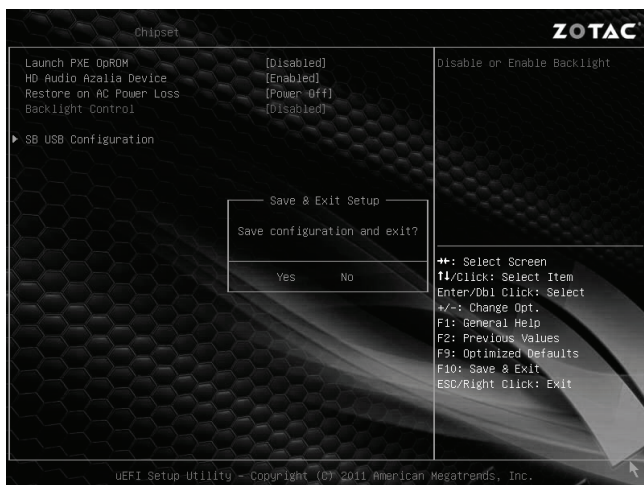 Chipset
ZOTAC
Launch PXE OpROM [Disabled]
HD Audio Azalia Device [Enabled]
Restore on AC Power Loss [Power Off]
Backlight Control [Disabled]
SB USB Configuration
Disable or Enable Backlight
Save & Exit Setup
Save configuration and exit?
Yes No
→←: Select Screen
↑↓/Click: Select Item
Enter/Dbl Click: Select
+/-: Change Opt.
F1: General Help
F2: Previous Values
F9: Optimized Defaults
F10: Save & Exit
ESC/Right Click: Exit
uEFI Setup Utility - Copyright (C) 2011 American Megatrends, Inc.